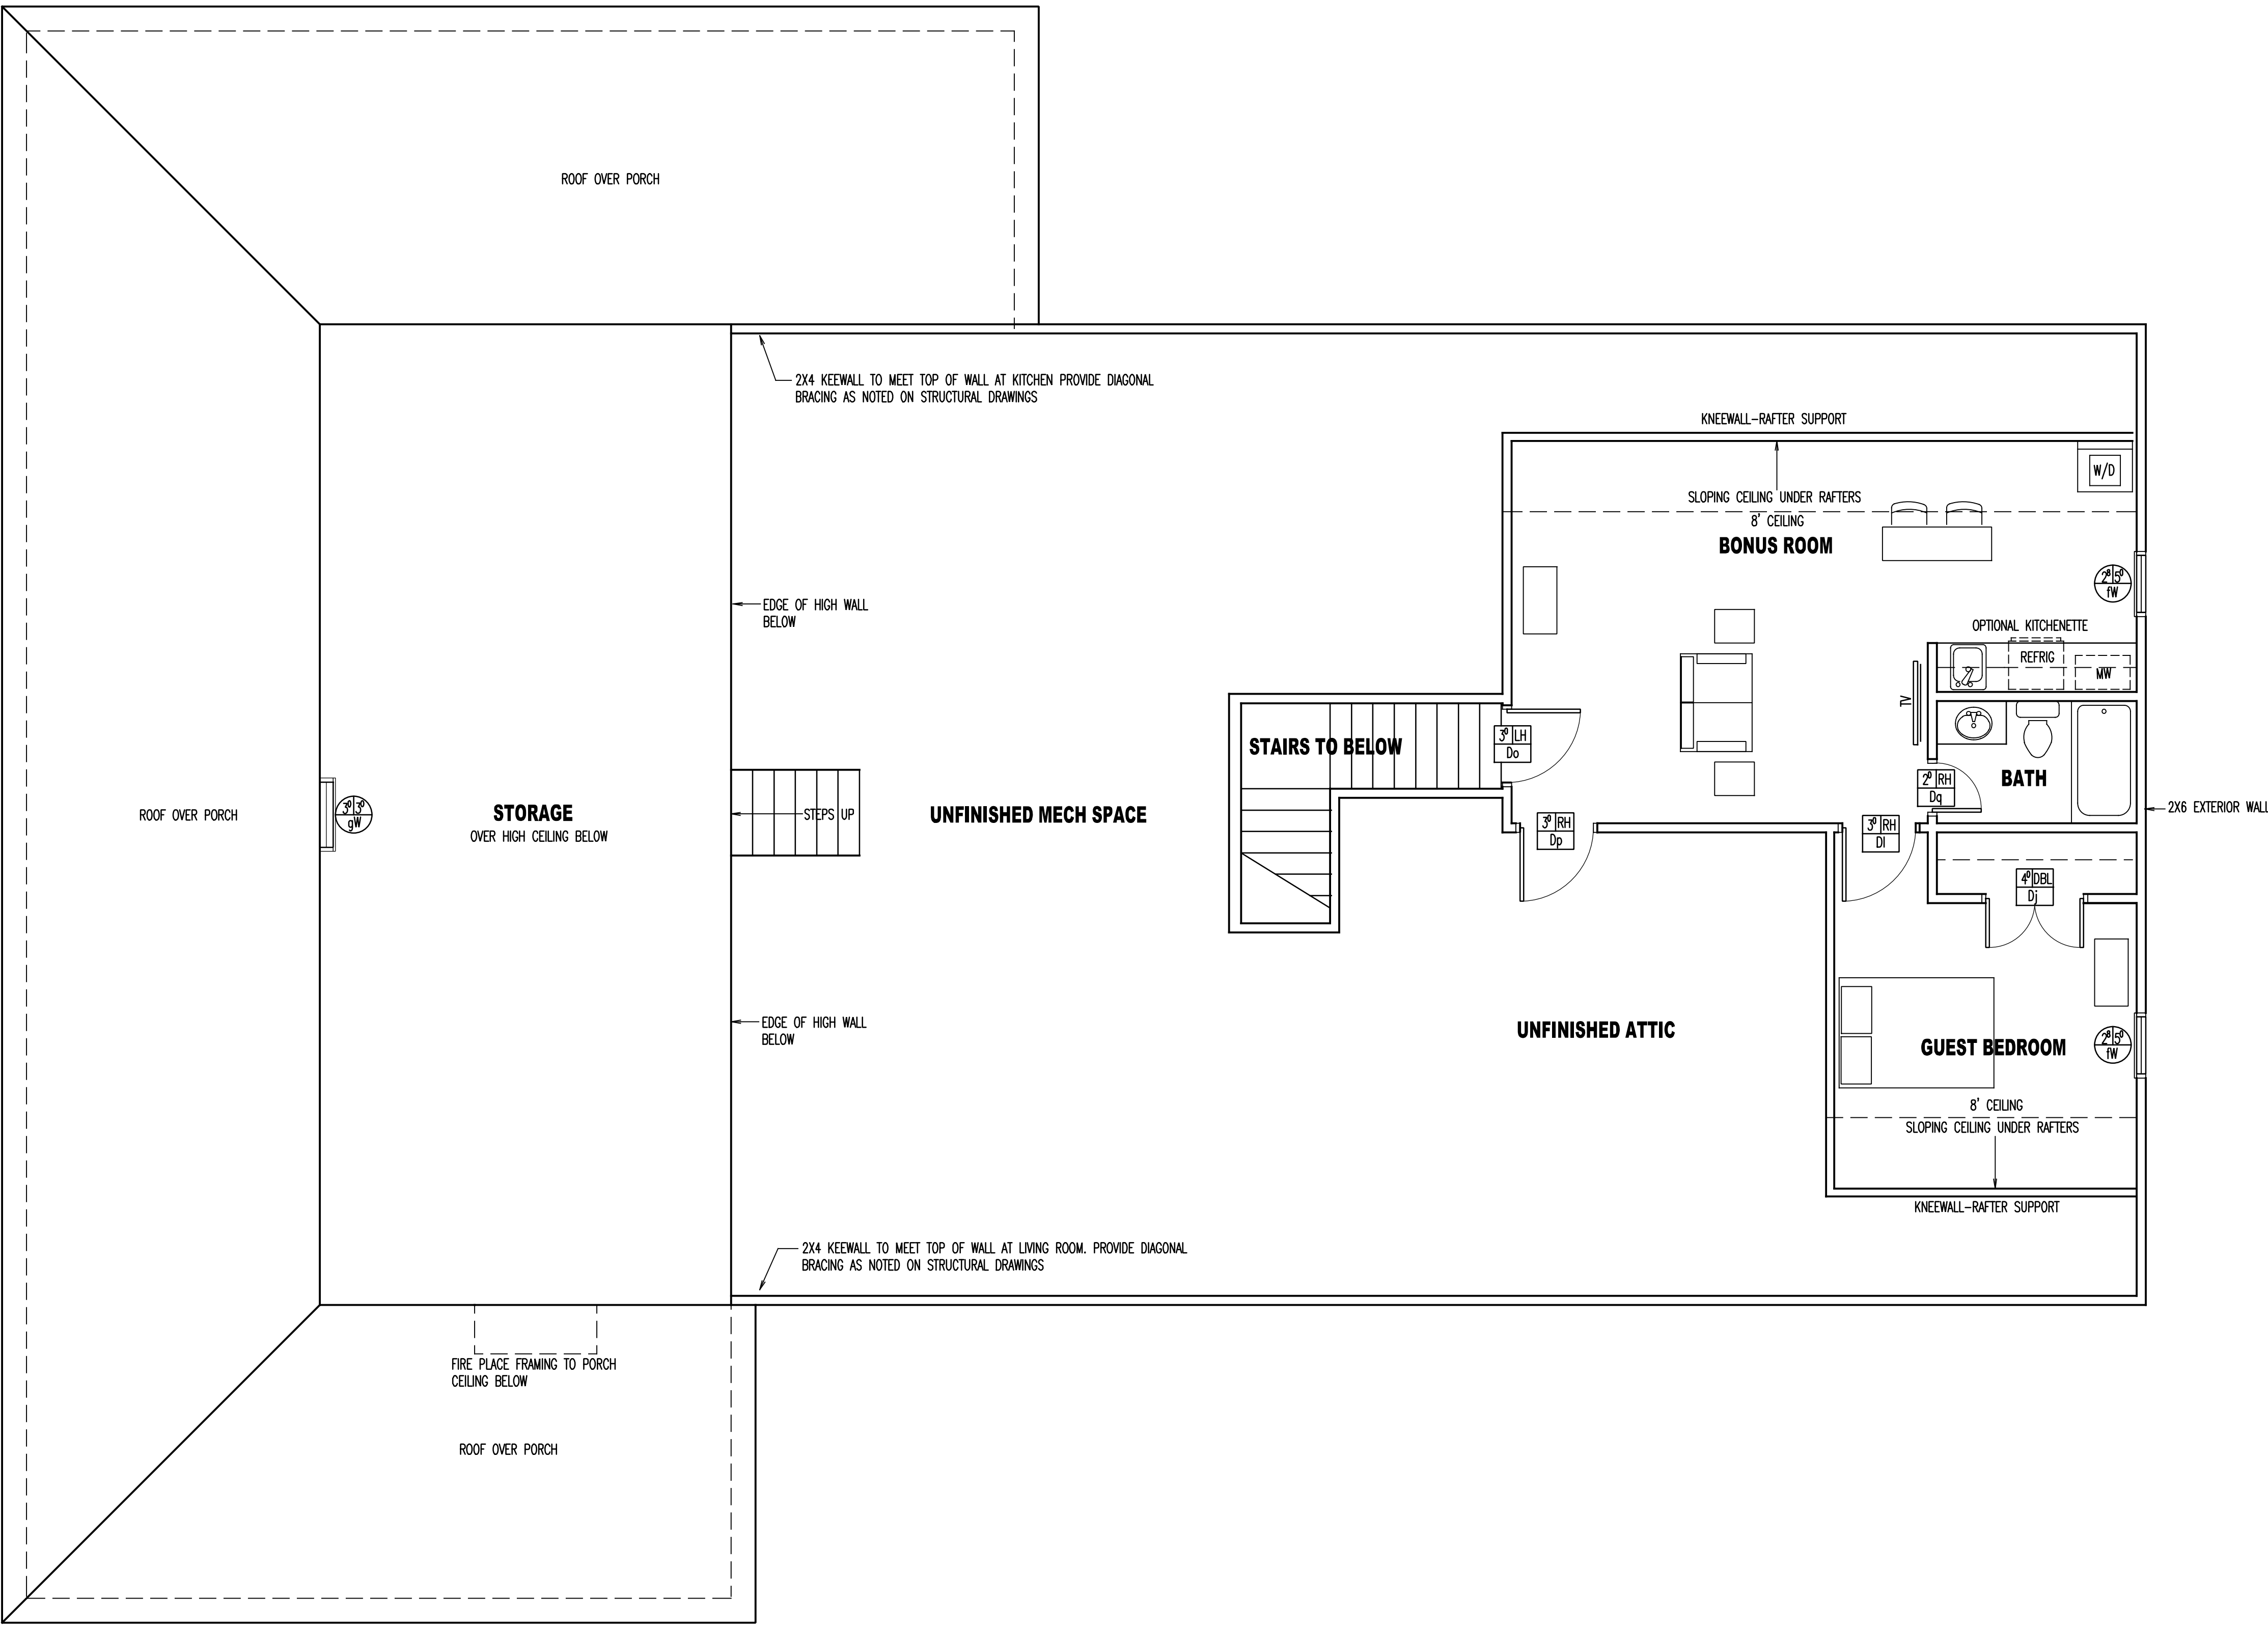 ROOF OVER PORCH
2X4 KEEWALL TO MEET TOP OF WALL AT KITCHEN PROVIDE DIAGONAL
BRACING AS NOTED ON STRUCTURAL DRAWINGS
KNEEWALL-RAFTER SUPPORT
W/D
SLOPING CEILING UNDER RAFTERS
8' CEILING
BONUS ROOM
2⁸ 5⁰
fW
EDGE OF HIGH WALL
BELOW
OPTIONAL KITCHENETTE
REFRIG
MW
TV
3⁰ LH
Do
STAIRS TO BELOW
BATH
2⁰ RH
Dq
ROOF OVER PORCH
3⁰ 3⁰
gW
STORAGE
OVER HIGH CEILING BELOW
STEPS UP
UNFINISHED MECH SPACE
3⁰ RH
Dp
3⁰ RH
Dl
2X6 EXTERIOR WALL
4⁰ DBL
Dj
EDGE OF HIGH WALL
BELOW
UNFINISHED ATTIC
GUEST BEDROOM
2⁸ 5⁰
fW
8' CEILING
SLOPING CEILING UNDER RAFTERS
KNEEWALL-RAFTER SUPPORT
2X4 KEEWALL TO MEET TOP OF WALL AT LIVING ROOM. PROVIDE DIAGONAL
BRACING AS NOTED ON STRUCTURAL DRAWINGS
FIRE PLACE FRAMING TO PORCH
CEILING BELOW
ROOF OVER PORCH